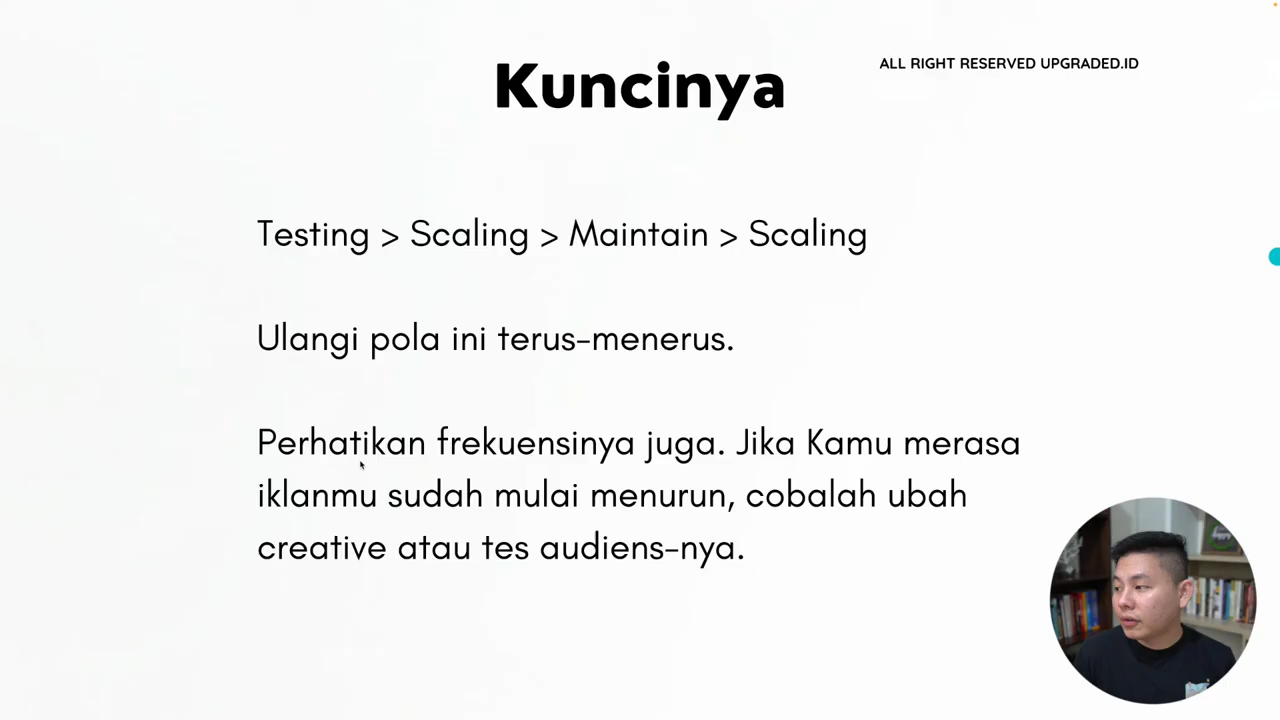 Kuncinya
ALL RIGHT RESERVED UPGRADED.ID
Testing > Scaling > Maintain > Scaling
Ulangi pola ini terus-menerus.
Perhatikan frekuensinya juga. Jika Kamu merasa
iklanmu sudah mulai menurun, cobalah ubah
creative atau tes audiens-nya.